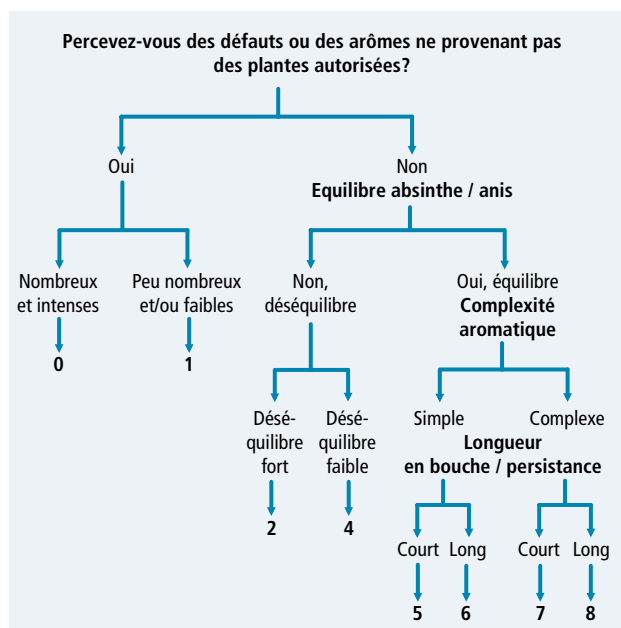 Percevez-vous des défauts ou des arômes ne provenant pas
des plantes autorisées?
Oui
Non
Equilibre absinthe / anis
Nombreux
et intenses
Peu nombreux
et/ou faibles
Non,
déséquilibre
Oui, équilibre
Complexité
aromatique
0
1
Désé-
quilibre
fort
Désé-
quilibre
faible
Simple
Complexe
Longueur
en bouche / persistance
2
4
Court
Long
Court
Long
5
6
7
8